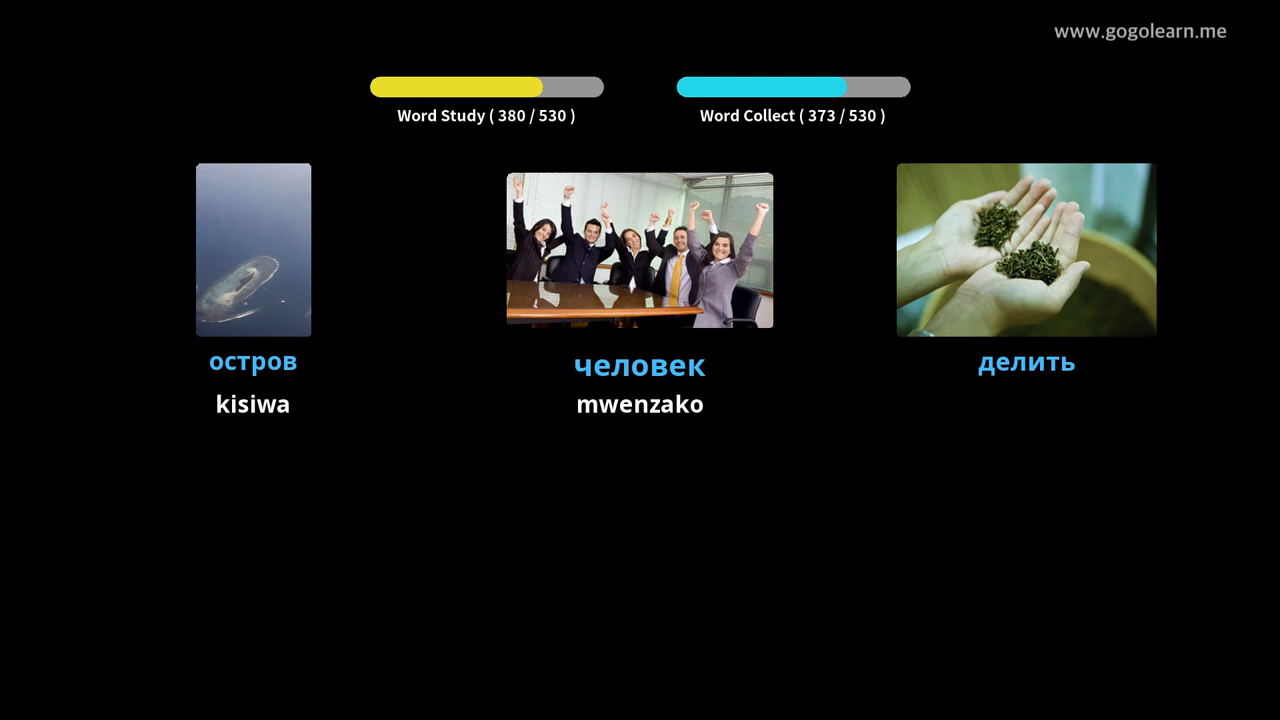 www.gogolearn.me
Word Study ( 380 / 530 )
Word Collect ( 373 / 530 )
остров
человек
делить
kisiwa
mwenzako